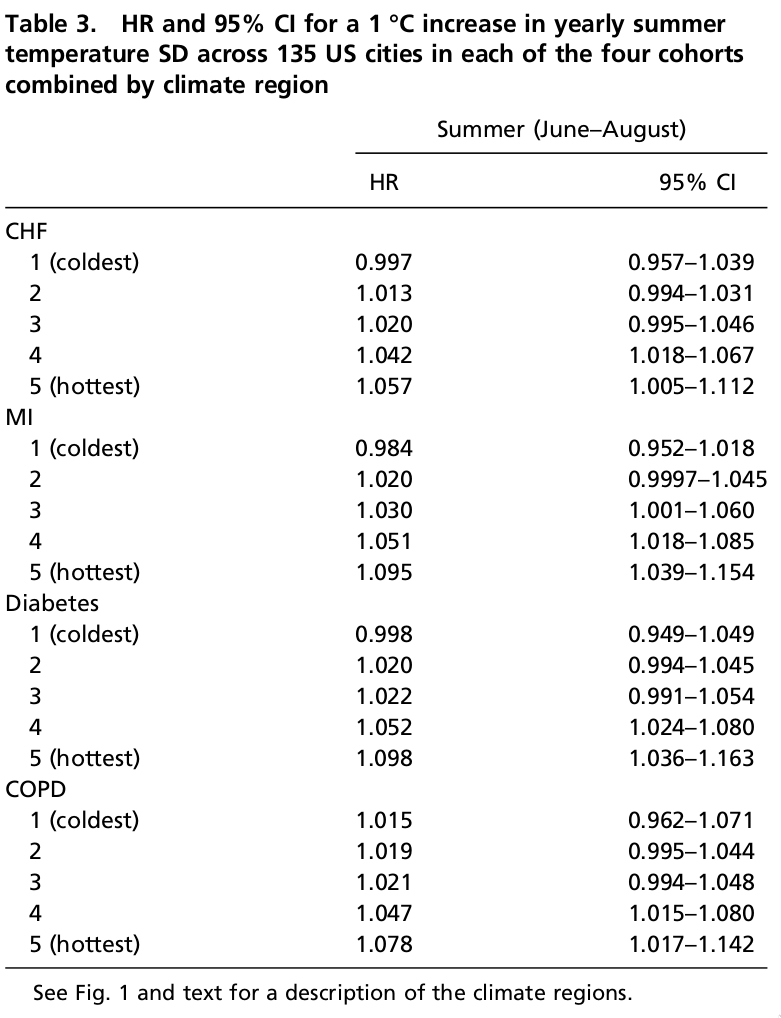 Table 3. HR and 95% CI for a 1 °C increase in yearly summer
temperature SD across 135 US cities in each of the four cohorts
combined by climate region
Summer (June–August)
HR 95% CI
CHF
1 (coldest) 0.997 0.957–1.039
2 1.013 0.994–1.031
3 1.020 0.995–1.046
4 1.042 1.018–1.067
5 (hottest) 1.057 1.005–1.112
MI
1 (coldest) 0.984 0.952–1.018
2 1.020 0.9997–1.045
3 1.030 1.001–1.060
4 1.051 1.018–1.085
5 (hottest) 1.095 1.039–1.154
Diabetes
1 (coldest) 0.998 0.949–1.049
2 1.020 0.994–1.045
3 1.022 0.991–1.054
4 1.052 1.024–1.080
5 (hottest) 1.098 1.036–1.163
COPD
1 (coldest) 1.015 0.962–1.071
2 1.019 0.995–1.044
3 1.021 0.994–1.048
4 1.047 1.015–1.080
5 (hottest) 1.078 1.017–1.142
See Fig. 1 and text for a description of the climate regions.